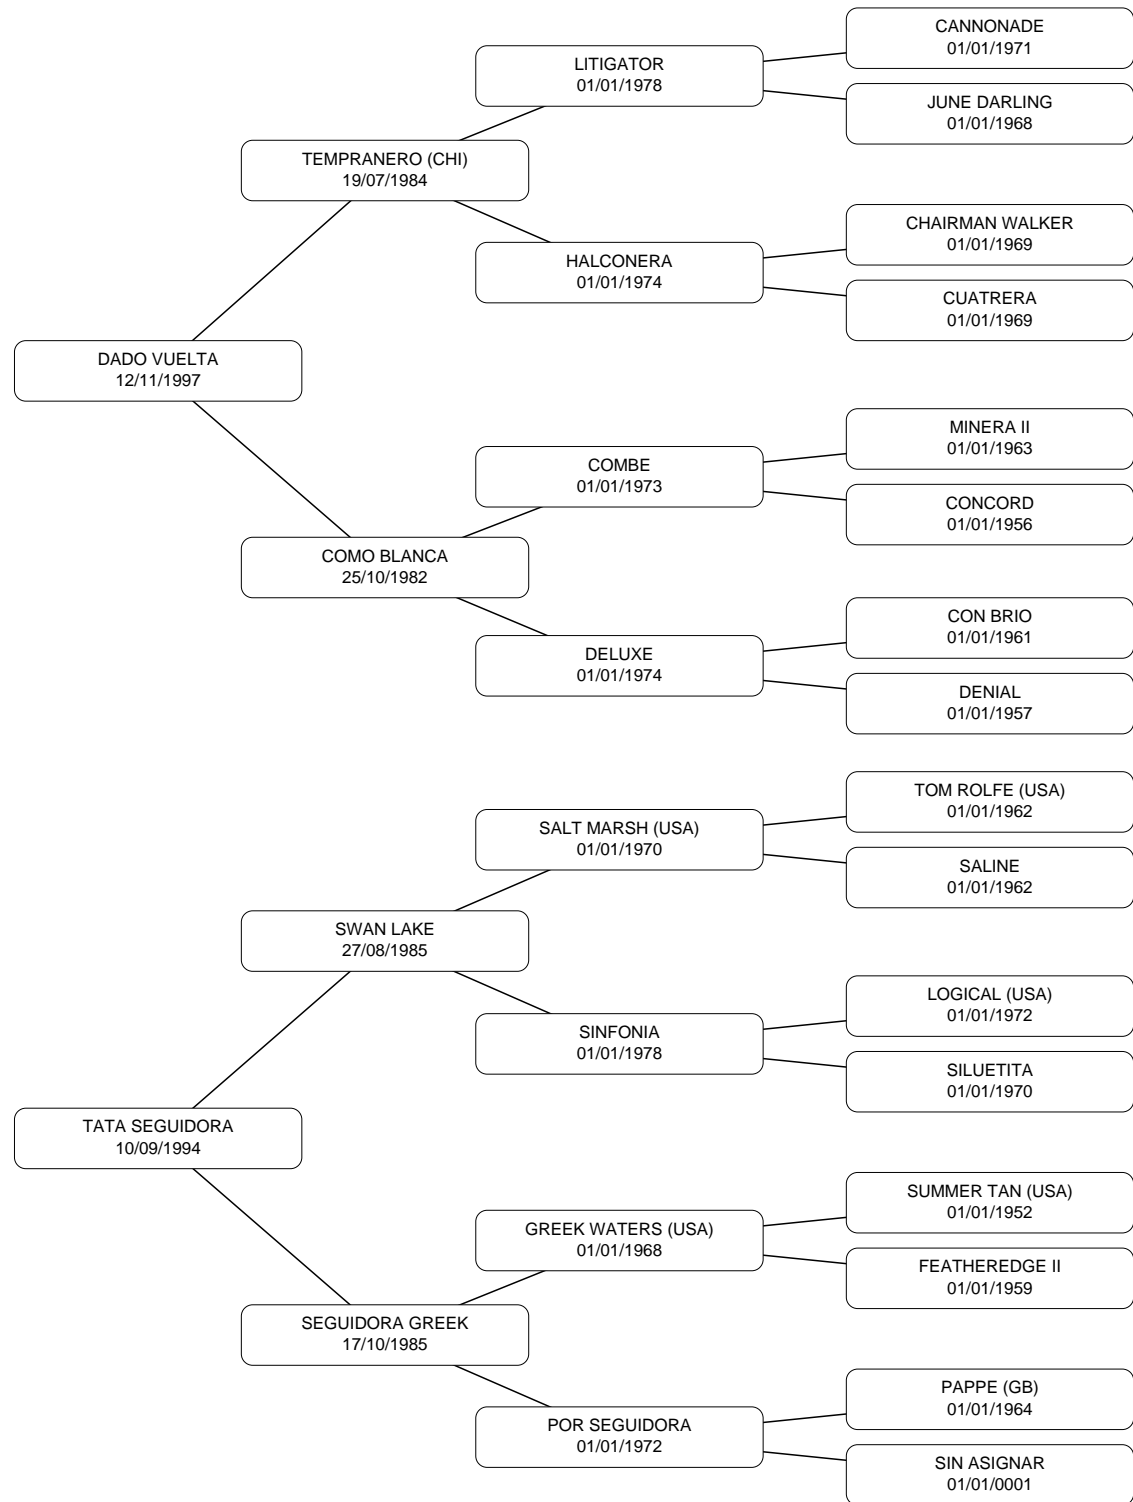 CANNONADE
01/01/1971
LITIGATOR
01/01/1978
JUNE DARLING
01/01/1968
TEMPRANERO (CHI)
19/07/1984
CHAIRMAN WALKER
01/01/1969
HALCONERA
01/01/1974
CUATRERA
01/01/1969
DADO VUELTA
12/11/1997
MINERA II
01/01/1963
COMBE
01/01/1973
CONCORD
01/01/1956
COMO BLANCA
25/10/1982
CON BRIO
01/01/1961
DELUXE
01/01/1974
DENIAL
01/01/1957
TOM ROLFE (USA)
01/01/1962
SALT MARSH (USA)
01/01/1970
SALINE
01/01/1962
SWAN LAKE
27/08/1985
LOGICAL (USA)
01/01/1972
SINFONIA
01/01/1978
SILUETITA
01/01/1970
TATA SEGUIDORA
10/09/1994
SUMMER TAN (USA)
01/01/1952
GREEK WATERS (USA)
01/01/1968
FEATHEREDGE II
01/01/1959
SEGUIDORA GREEK
17/10/1985
PAPPE (GB)
01/01/1964
POR SEGUIDORA
01/01/1972
SIN ASIGNAR
01/01/0001